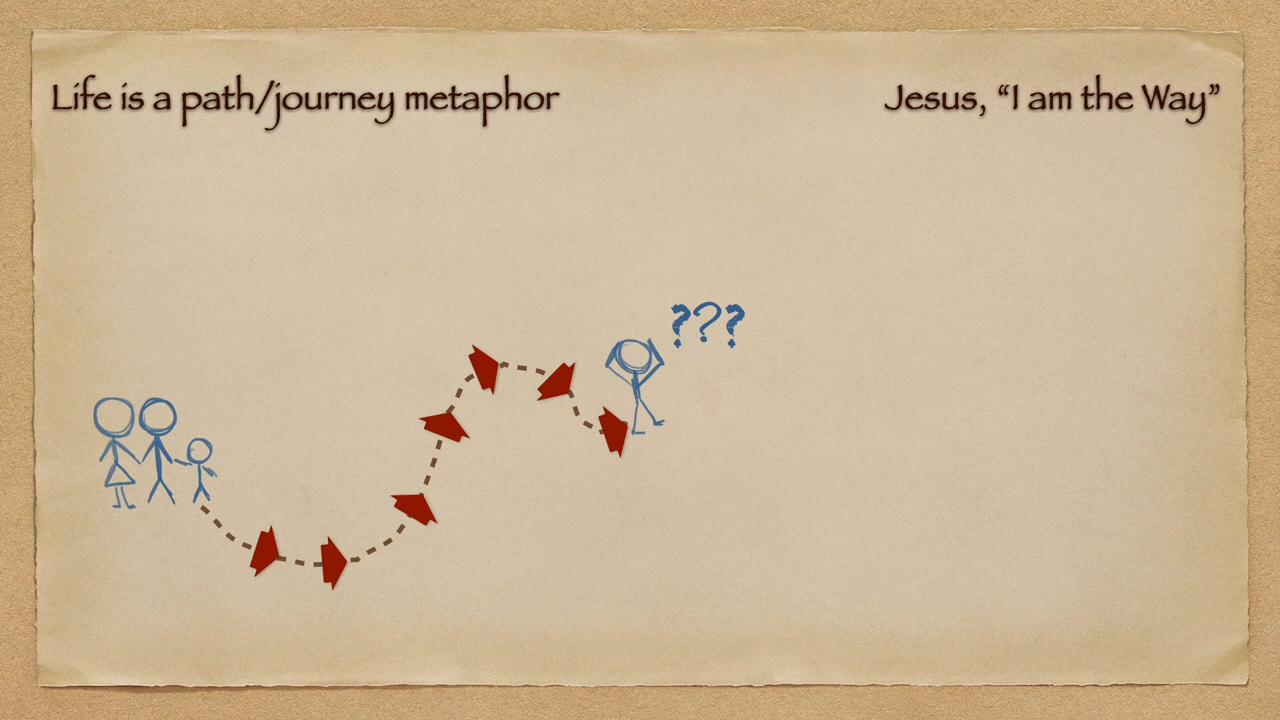 Life is a path/journey metaphor
Jesus, “I am the Way”
???